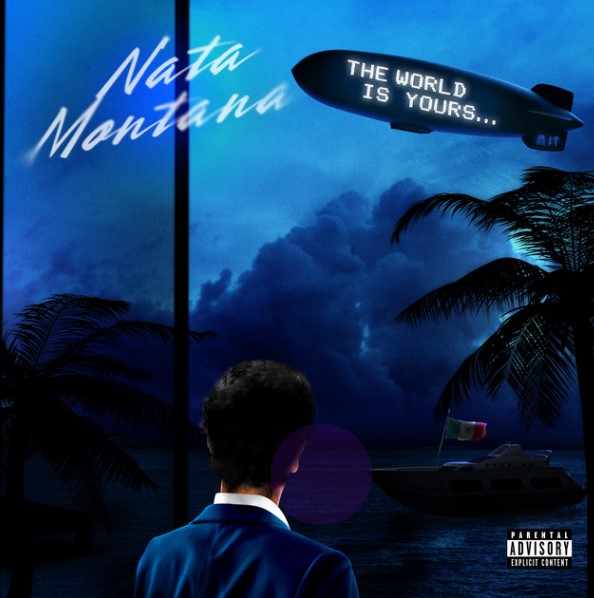 Nata
Montana
THE WORLD
IS YOURS...
PARENTAL
ADVISORY
EXPLICIT CONTENT